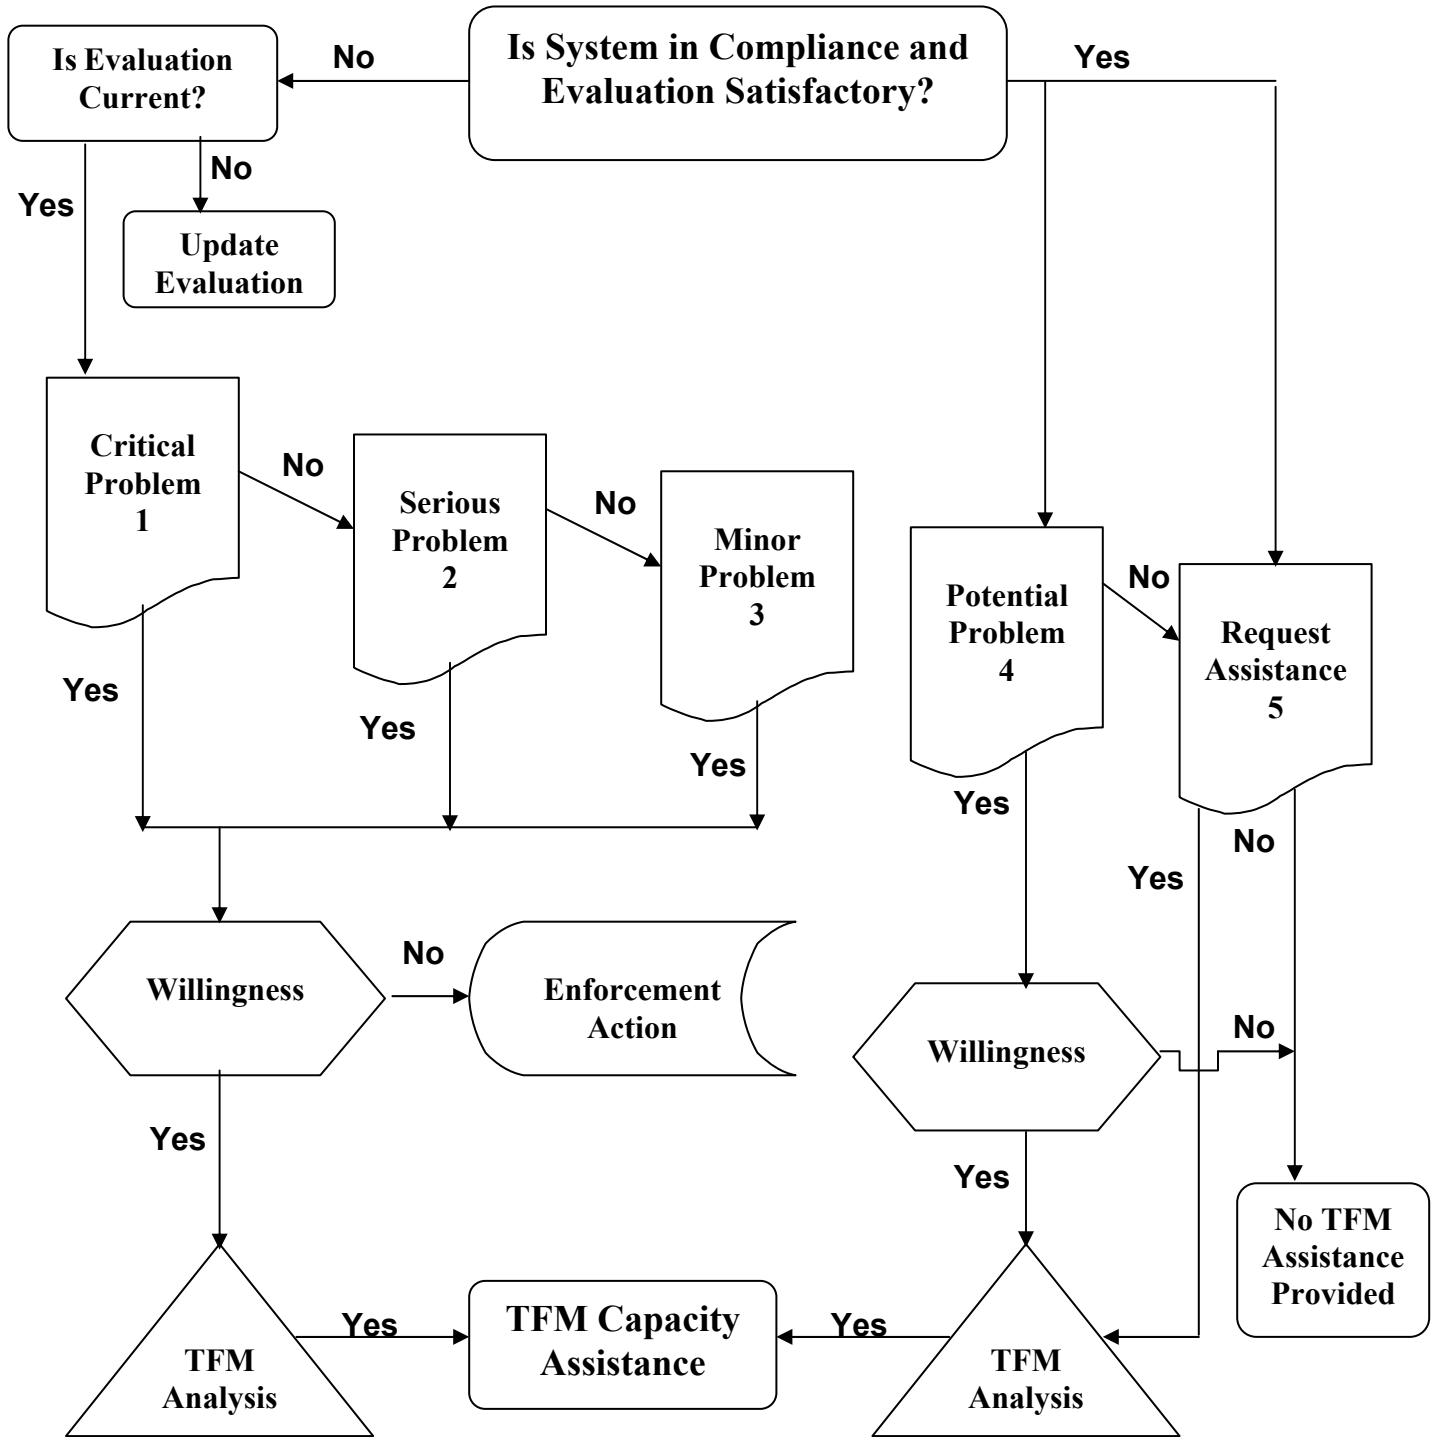 Is System in Compliance and
Evaluation Satisfactory?
No
Yes
Is Evaluation
Current?
No
Yes
Update
Evaluation
Critical
Problem
1
No
Serious
Problem
2
No
Minor
Problem
3
Potential
Problem
4
No
Request
Assistance
5
Yes
Yes
Yes
Yes
Yes
No
Willingness
No
Enforcement
Action
Willingness
No
Yes
Yes
No TFM
Assistance
Provided
TFM
Analysis
Yes
TFM Capacity
Assistance
Yes
TFM
Analysis